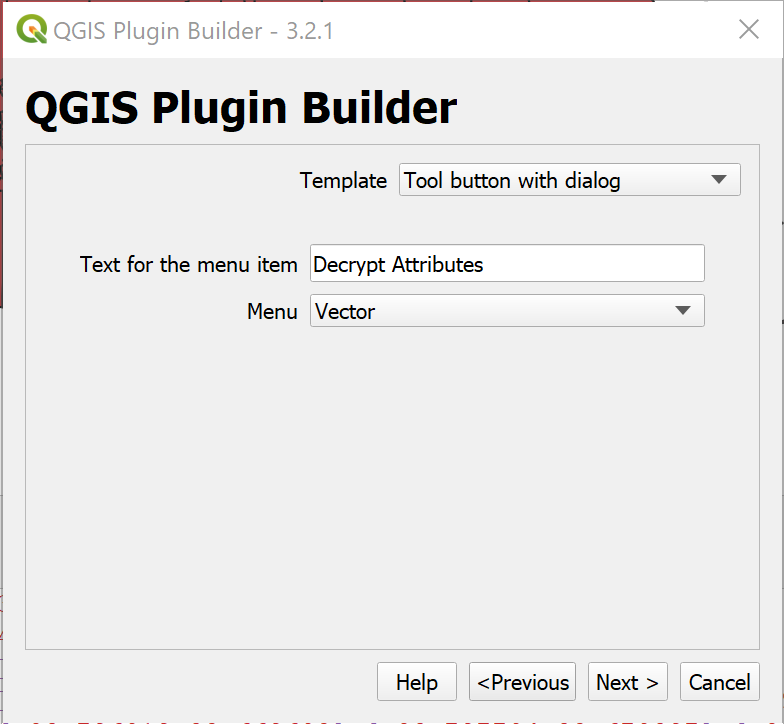 QGIS Plugin Builder - 3.2.1
QGIS Plugin Builder
Template Tool button with dialog
Text for the menu item Decrypt Attributes
Menu Vector
Help <Previous Next > Cancel